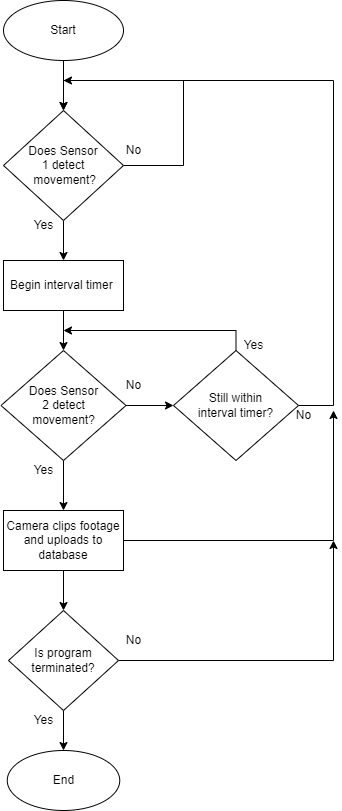 Start
Does Sensor
1 detect
movement?
No
Yes
Begin interval timer
Yes
Does Sensor
2 detect
movement?
No
Still within
interval timer?
No
Yes
Camera clips footage
and uploads to
database
No
Is program
terminated?
Yes
End